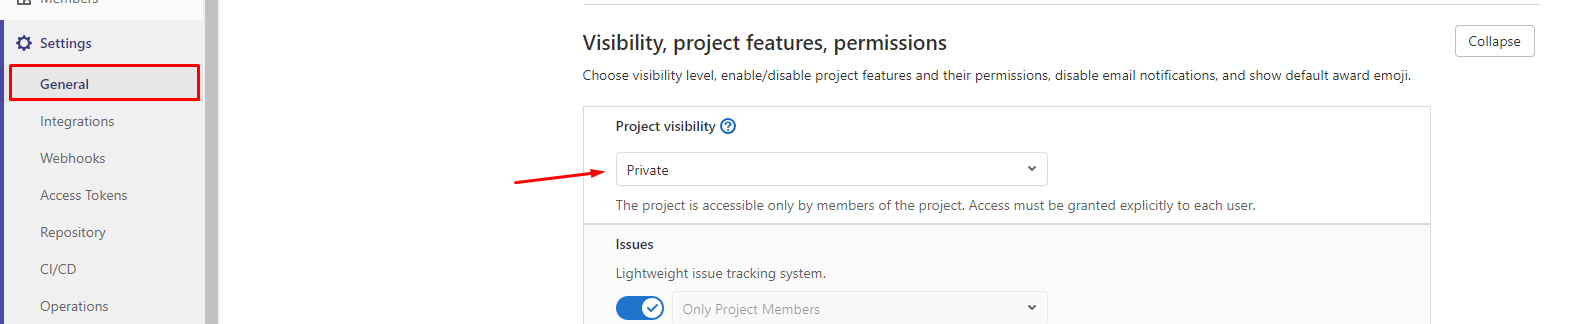 Members
Settings
General
Integrations
Webhooks
Access Tokens
Repository
CI/CD
Operations
Visibility, project features, permissions
Collapse
Choose visibility level, enable/disable project features and their permissions, disable email notifications, and show default award emoji.
Project visibility
Private
The project is accessible only by members of the project. Access must be granted explicitly to each user.
Issues
Lightweight issue tracking system.
Only Project Members